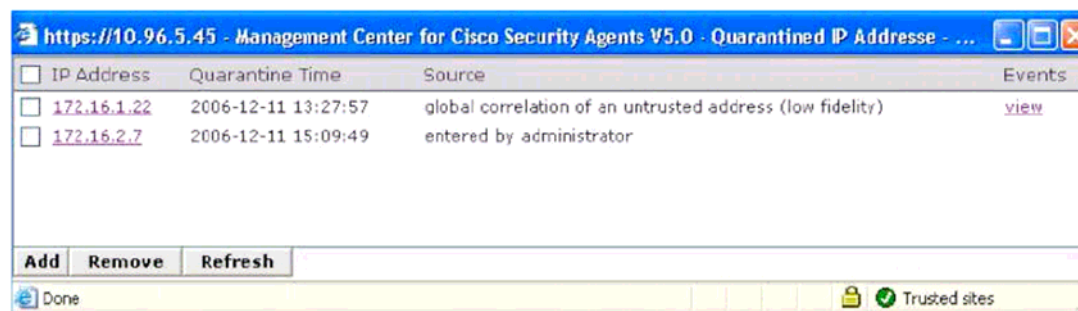 https://10.96.5.45 - Management Center for Cisco Security Agents V5.0 - Quarantined IP Addresse - ...
IP Address Quarantine Time Source Events
172.16.1.22 2006-12-11 13:27:57 global correlation of an untrusted address (low fidelity) view
172.16.2.7 2006-12-11 15:09:49 entered by administrator
Add Remove Refresh
Done Trusted sites